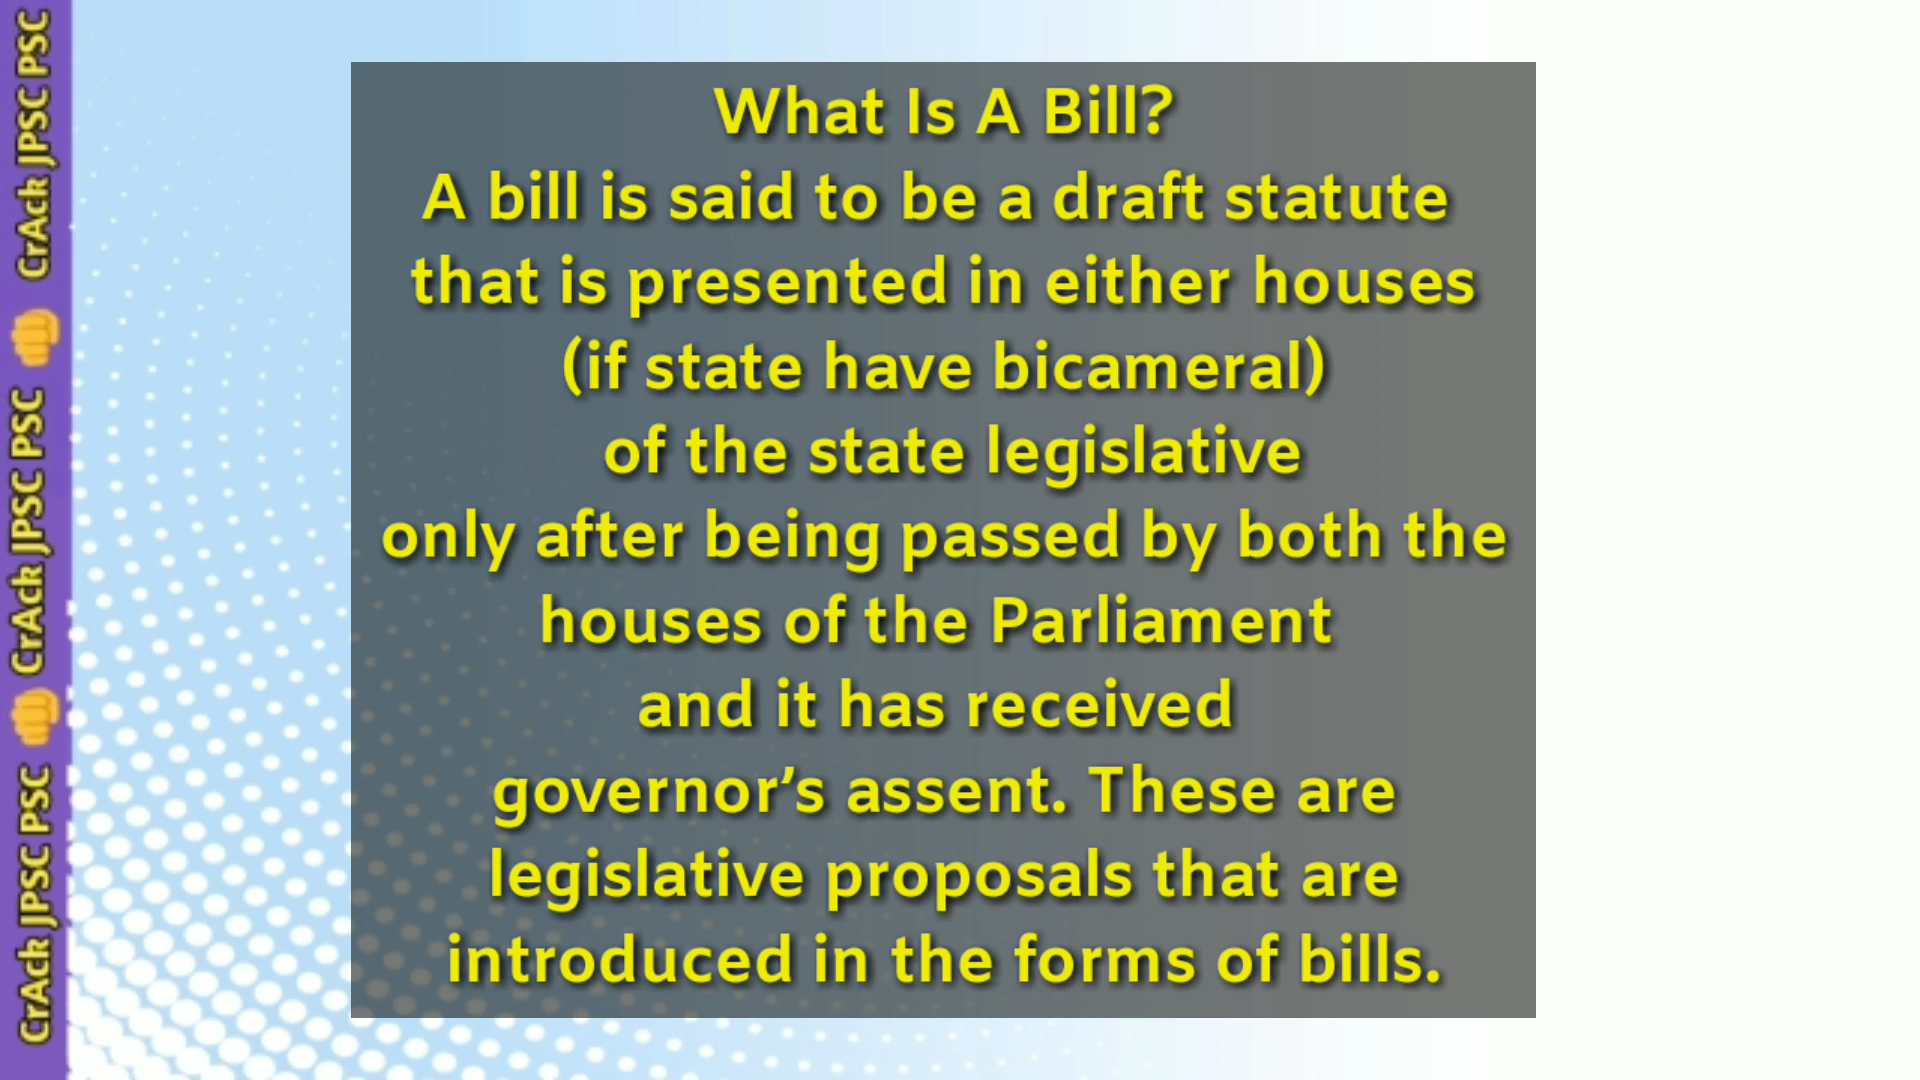 What Is A Bill?
A bill is said to be a draft statute
that is presented in either houses
(if state have bicameral)
of the state legislative
only after being passed by both the
houses of the Parliament
and it has received
governor’s assent. These are
legislative proposals that are
introduced in the forms of bills.
CrAck JPSC PSC 👊 CrAck JPSC PSC 👊 CrAck JPSC PSC